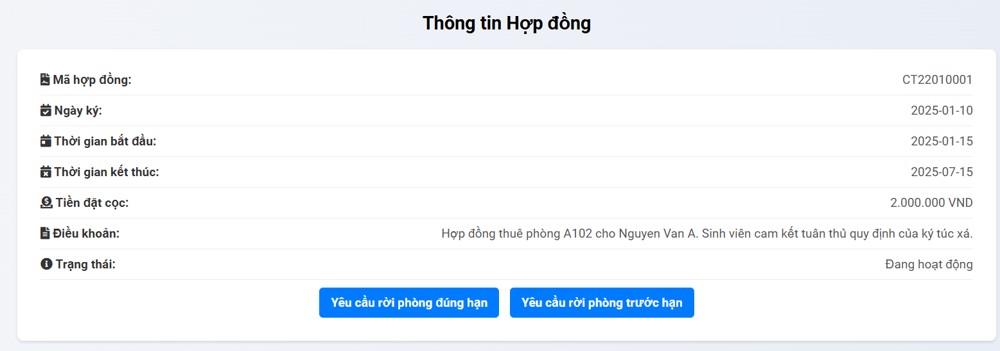 Thông tin Hợp đồng
Mã hợp đồng: CT22010001
Ngày ký: 2025-01-10
Thời gian bắt đầu: 2025-01-15
Thời gian kết thúc: 2025-07-15
Tiền đặt cọc: 2.000.000 VND
Điều khoản: Hợp đồng thuê phòng A102 cho Nguyen Van A. Sinh viên cam kết tuân thủ quy định của ký túc xá.
Trạng thái: Đang hoạt động
Yêu cầu rời phòng đúng hạn Yêu cầu rời phòng trước hạn